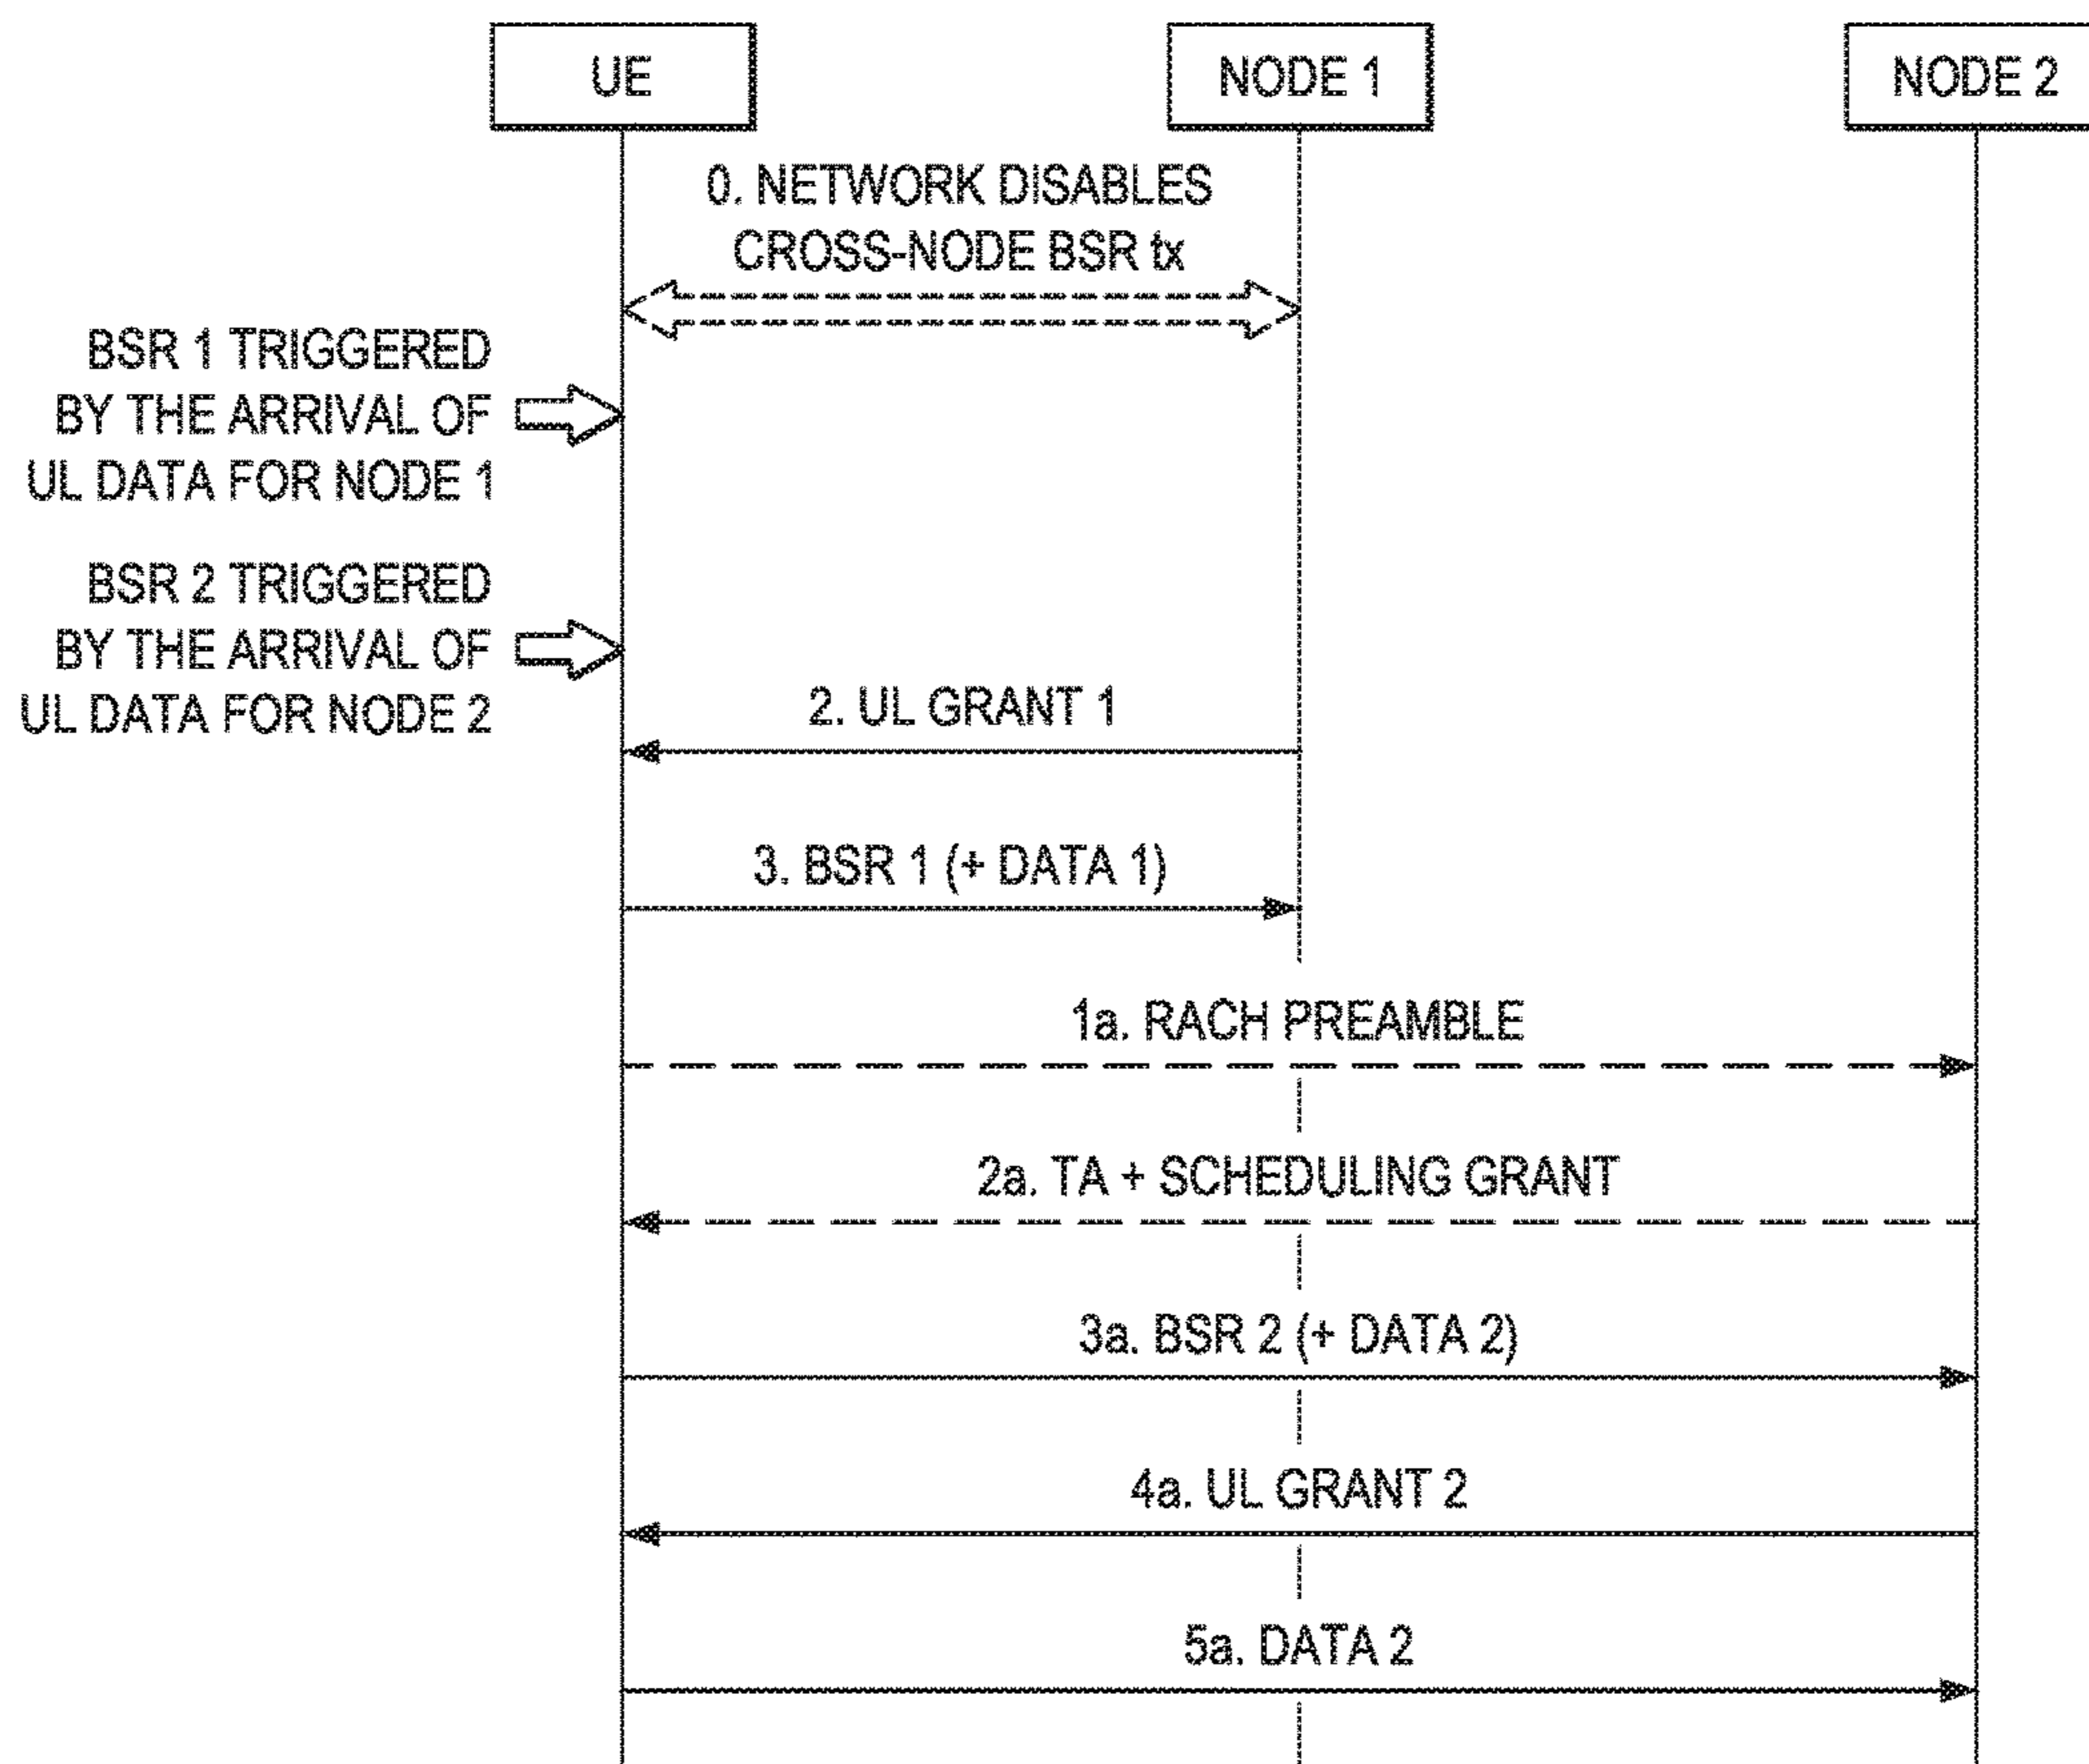 UE
NODE 1
NODE 2
0. NETWORK DISABLES
CROSS-NODE BSR tx
BSR 1 TRIGGERED
BY THE ARRIVAL OF
UL DATA FOR NODE 1
BSR 2 TRIGGERED
BY THE ARRIVAL OF
UL DATA FOR NODE 2
2. UL GRANT 1
3. BSR 1 (+ DATA 1)
1a. RACH PREAMBLE
2a. TA + SCHEDULING GRANT
3a. BSR 2 (+ DATA 2)
4a. UL GRANT 2
5a. DATA 2